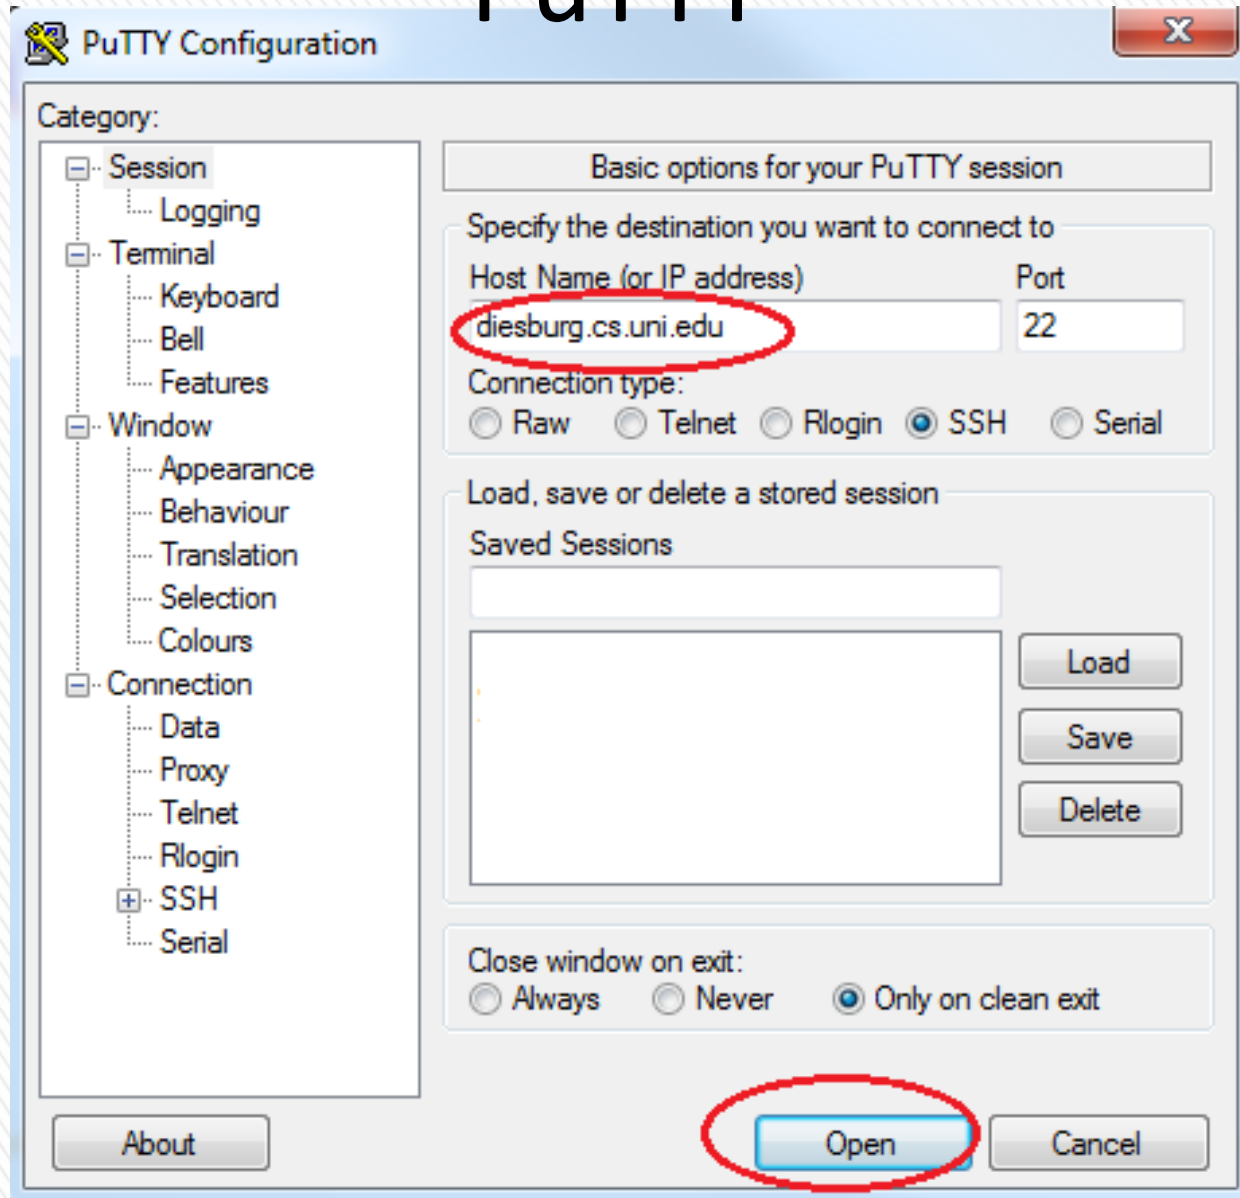 PuTTY
PuTTY Configuration
Category:
Session
Logging
Terminal
Keyboard
Bell
Features
Window
Appearance
Behaviour
Translation
Selection
Colours
Connection
Data
Proxy
Telnet
Rlogin
SSH
Serial
Basic options for your PuTTY session
Specify the destination you want to connect to
Host Name (or IP address) Port
diesburg.cs.uni.edu 22
Connection type:
Raw Telnet Rlogin SSH Serial
Load, save or delete a stored session
Saved Sessions
Load
Save
Delete
Close window on exit:
Always Never Only on clean exit
About Open Cancel